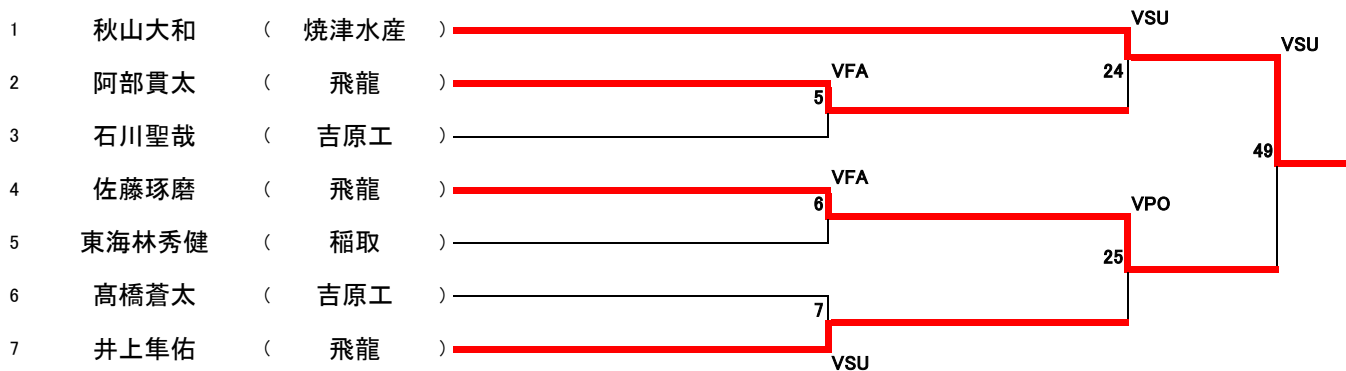 1 秋山大和 ( 焼津水産 ) VSU
VSU
2 阿部貫太 ( 飛龍 ) VFA 24
5
3 石川聖哉 ( 吉原工 )
49
4 佐藤琢磨 ( 飛龍 ) VFA
6 VPO
5 東海林秀健 ( 稲取 )
25
6 髙橋蒼太 ( 吉原工 )
7
7 井上隼佑 ( 飛龍 ) VSU